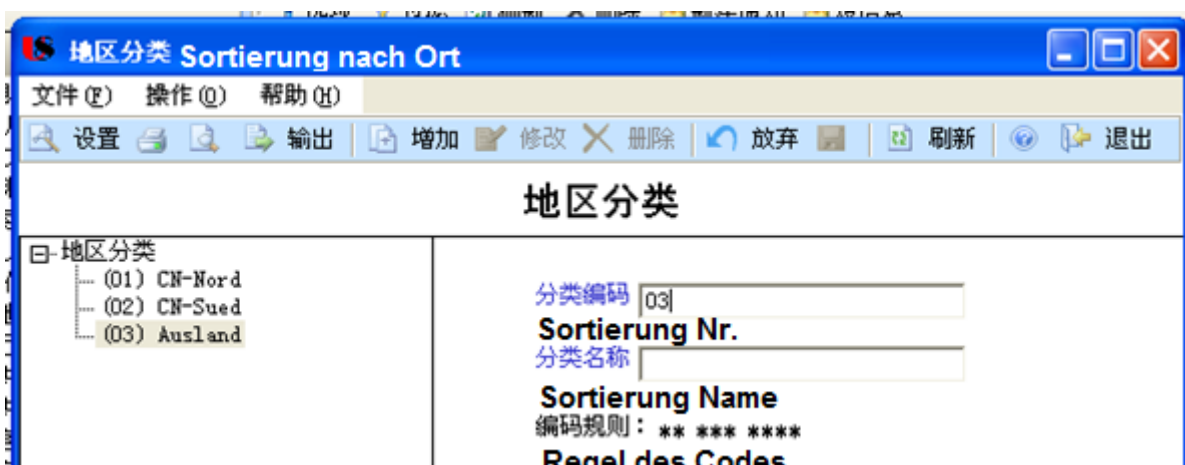 地区分类 Sortierung nach Ort
文件(F) 操作(O) 帮助(H)
设置 输出 增加 修改 删除 放弃 刷新 退出
地区分类
地区分类
(01) CN-Nord
(02) CN-Sued
(03) Ausland
分类编码 03
Sortierung Nr.
分类名称
Sortierung Name
编码规则: ** *** ****
Regel des Codes